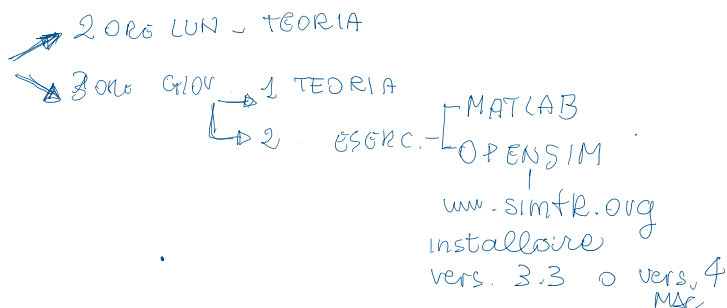 2 ORE LUN - TEORIA
3 ORE GIOV. 1 TEORIA
2 ESERC. - MATLAB
OPENSIM
www.simtk.org
installare
vers. 3.3 o vers. 4
MAC